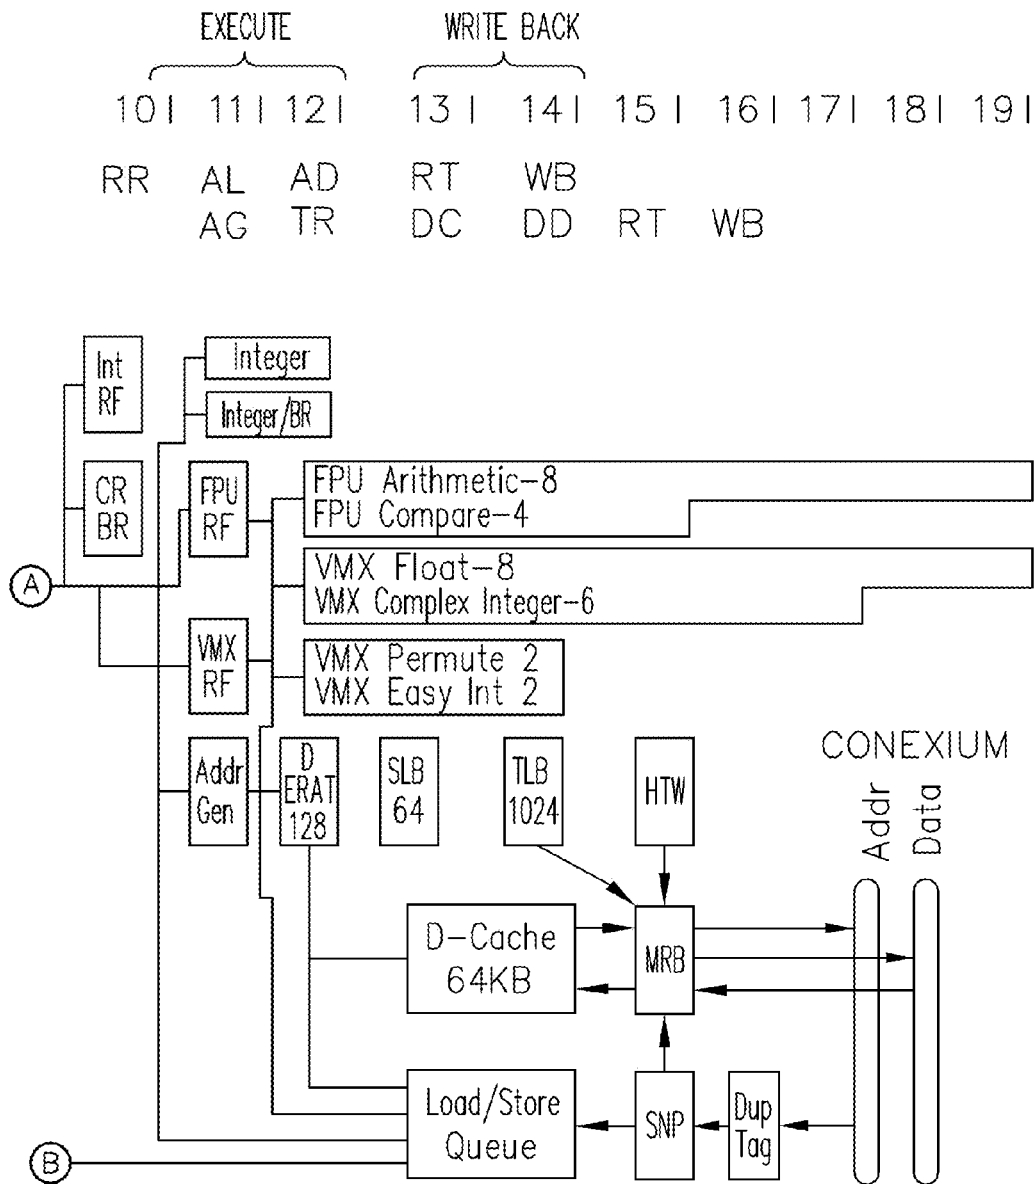 EXECUTE WRITE BACK
10 11 12 13 14 15 16 17 18 19
RR AL AD RT WB
AG TR DC DD RT WB
Int
RF
Integer
Integer/BR
CR
BR
FPU
RF
FPU Arithmetic-8
FPU Compare-4
A
VMX Float-8
VMX Complex Integer-6
VMX
RF
VMX Permute 2
VMX Easy Int 2
Addr
Gen
D
ERAT
128
SLB
64
TLB
1024
HTW
CONEXIUM
Addr
Data
D-Cache
64KB
MRB
Load/Store
Queue
SNP
Dup
Tag
B